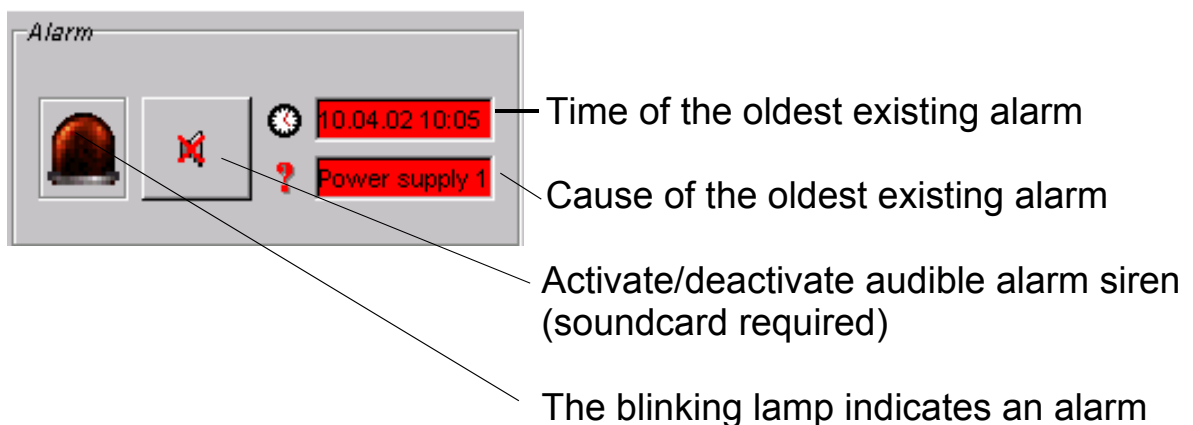 Alarm
10.04.02 10:05
Time of the oldest existing alarm
?
Power supply 1
Cause of the oldest existing alarm
Activate/deactivate audible alarm siren
(soundcard required)
The blinking lamp indicates an alarm